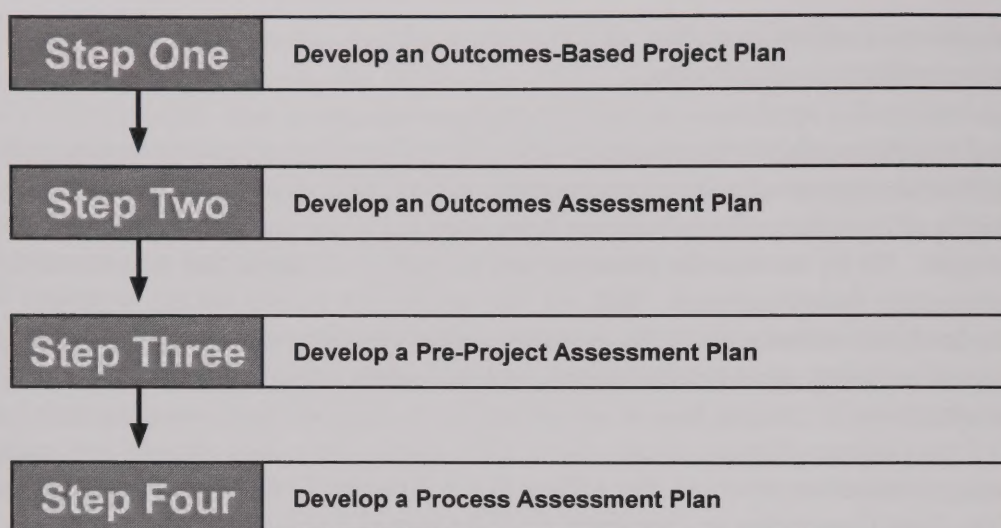 Step One Develop an Outcomes-Based Project Plan
Step Two Develop an Outcomes Assessment Plan
Step Three Develop a Pre-Project Assessment Plan
Step Four Develop a Process Assessment Plan